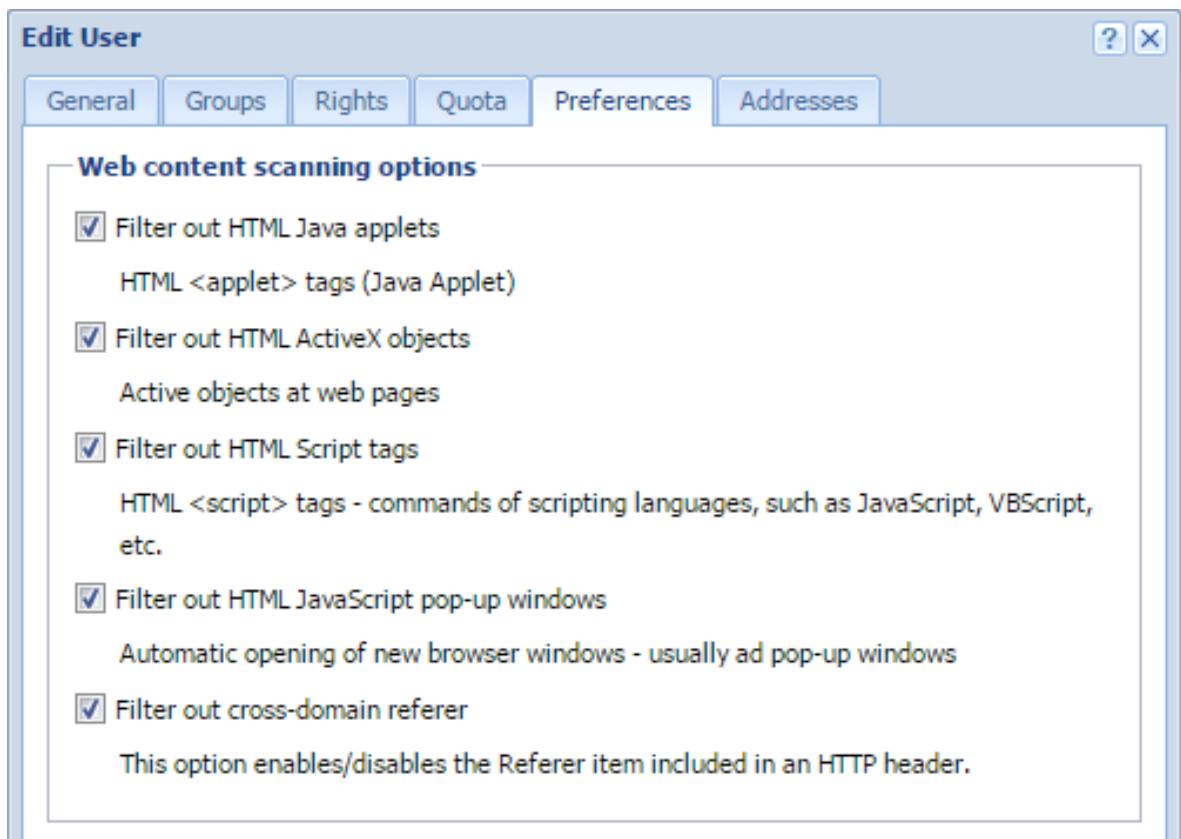 Edit User
?
General Groups Rights Quota Preferences Addresses
Web content scanning options
Filter out HTML Java applets
HTML <applet> tags (Java Applet)
Filter out HTML ActiveX objects
Active objects at web pages
Filter out HTML Script tags
HTML <script> tags - commands of scripting languages, such as JavaScript, VBScript,
etc.
Filter out HTML JavaScript pop-up windows
Automatic opening of new browser windows - usually ad pop-up windows
Filter out cross-domain referer
This option enables/disables the Referer item included in an HTTP header.